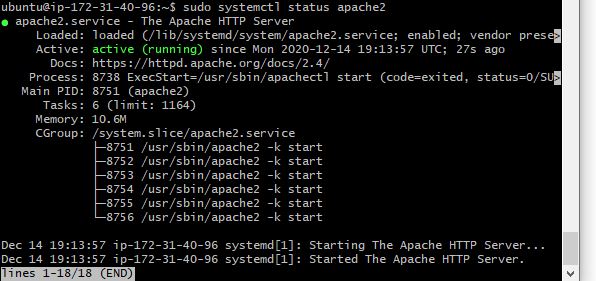 ubuntu@ip-172-31-40-96:~$ sudo systemctl status apache2
● apache2.service - The Apache HTTP Server
     Loaded: loaded (/lib/systemd/system/apache2.service; enabled; vendor prese>
     Active: active (running) since Mon 2020-12-14 19:13:57 UTC; 27s ago
       Docs: https://httpd.apache.org/docs/2.4/
    Process: 8738 ExecStart=/usr/sbin/apachectl start (code=exited, status=0/SU>
   Main PID: 8751 (apache2)
      Tasks: 6 (limit: 1164)
     Memory: 10.6M
     CGroup: /system.slice/apache2.service
             ├─8751 /usr/sbin/apache2 -k start
             ├─8752 /usr/sbin/apache2 -k start
             ├─8753 /usr/sbin/apache2 -k start
             ├─8754 /usr/sbin/apache2 -k start
             ├─8755 /usr/sbin/apache2 -k start
             └─8756 /usr/sbin/apache2 -k start
Dec 14 19:13:57 ip-172-31-40-96 systemd[1]: Starting The Apache HTTP Server...
Dec 14 19:13:57 ip-172-31-40-96 systemd[1]: Started The Apache HTTP Server.
lines 1-18/18 (END)